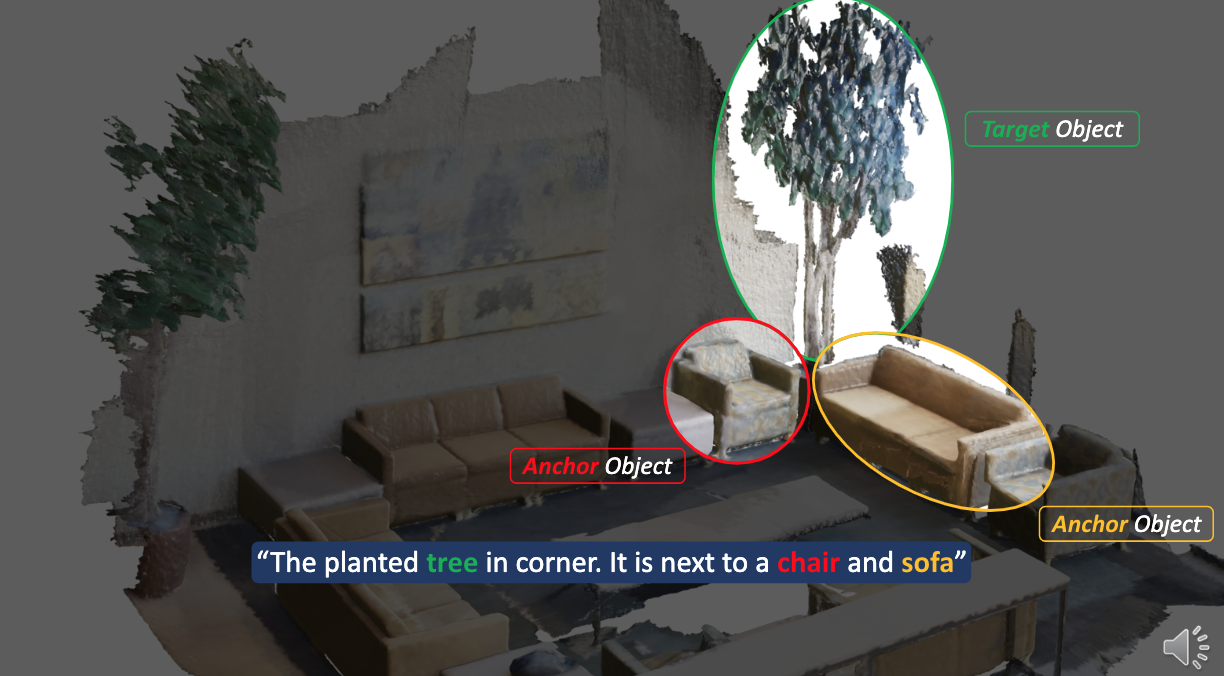 Target Object
Anchor Object
Anchor Object
“The planted tree in corner. It is next to a chair and sofa”